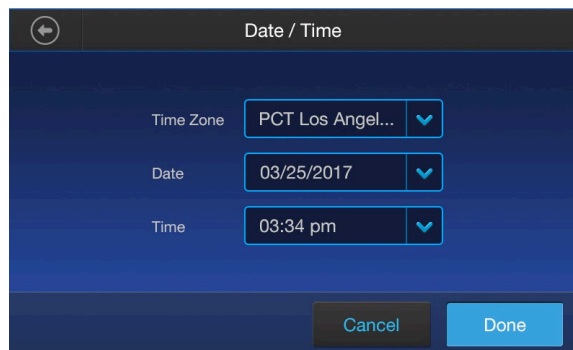 Date / Time
Time Zone PCT Los Angel...
Date 03/25/2017
Time 03:34 pm
Cancel Done